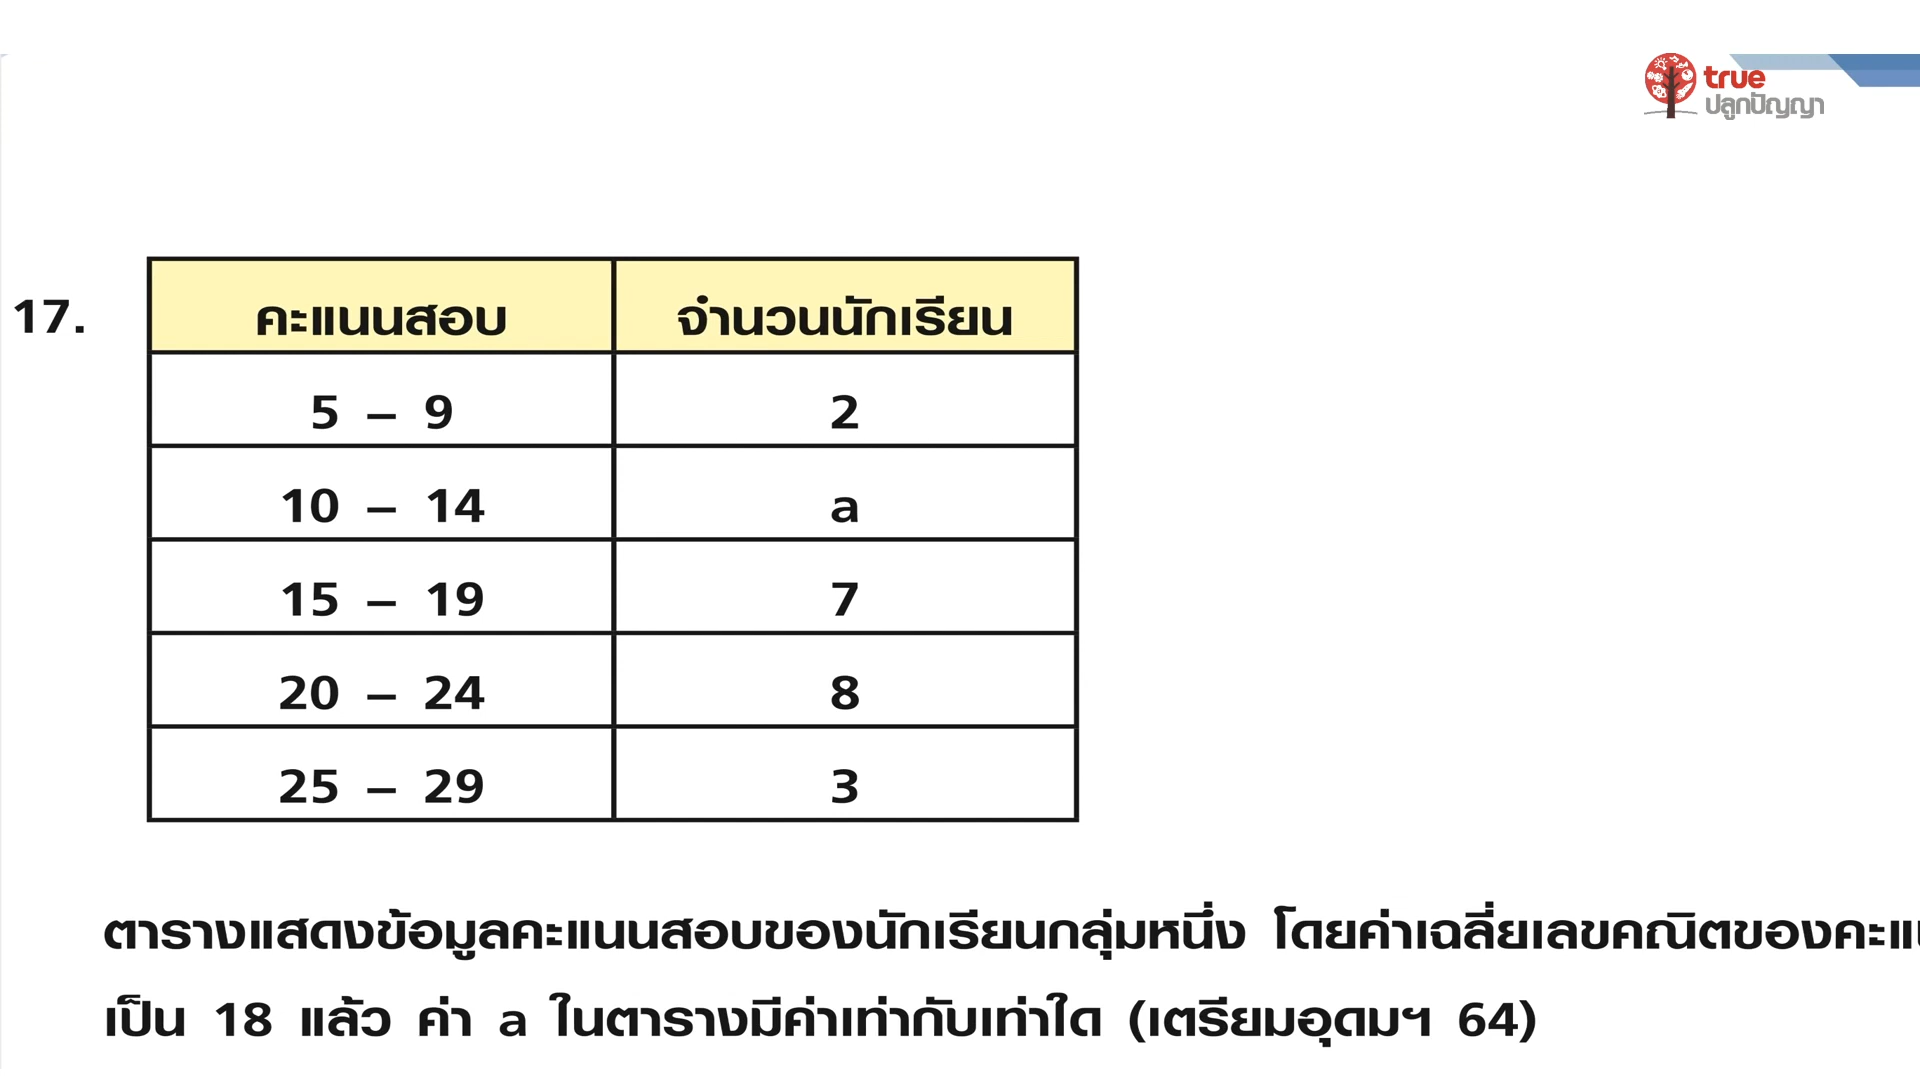 true
ปลูกปัญญา
17.
คะแนนสอบ จำนวนนักเรียน
5 – 9 2
10 – 14 a
15 – 19 7
20 – 24 8
25 – 29 3
ตารางแสดงข้อมูลคะแนนสอบของนักเรียนกลุ่มหนึ่ง โดยค่าเฉลี่ยเลขคณิตของ
เป็น 18 แล้ว ค่า a ในตารางมีค่าเท่ากับเท่าใด (เตรียมอุดมฯ 64)